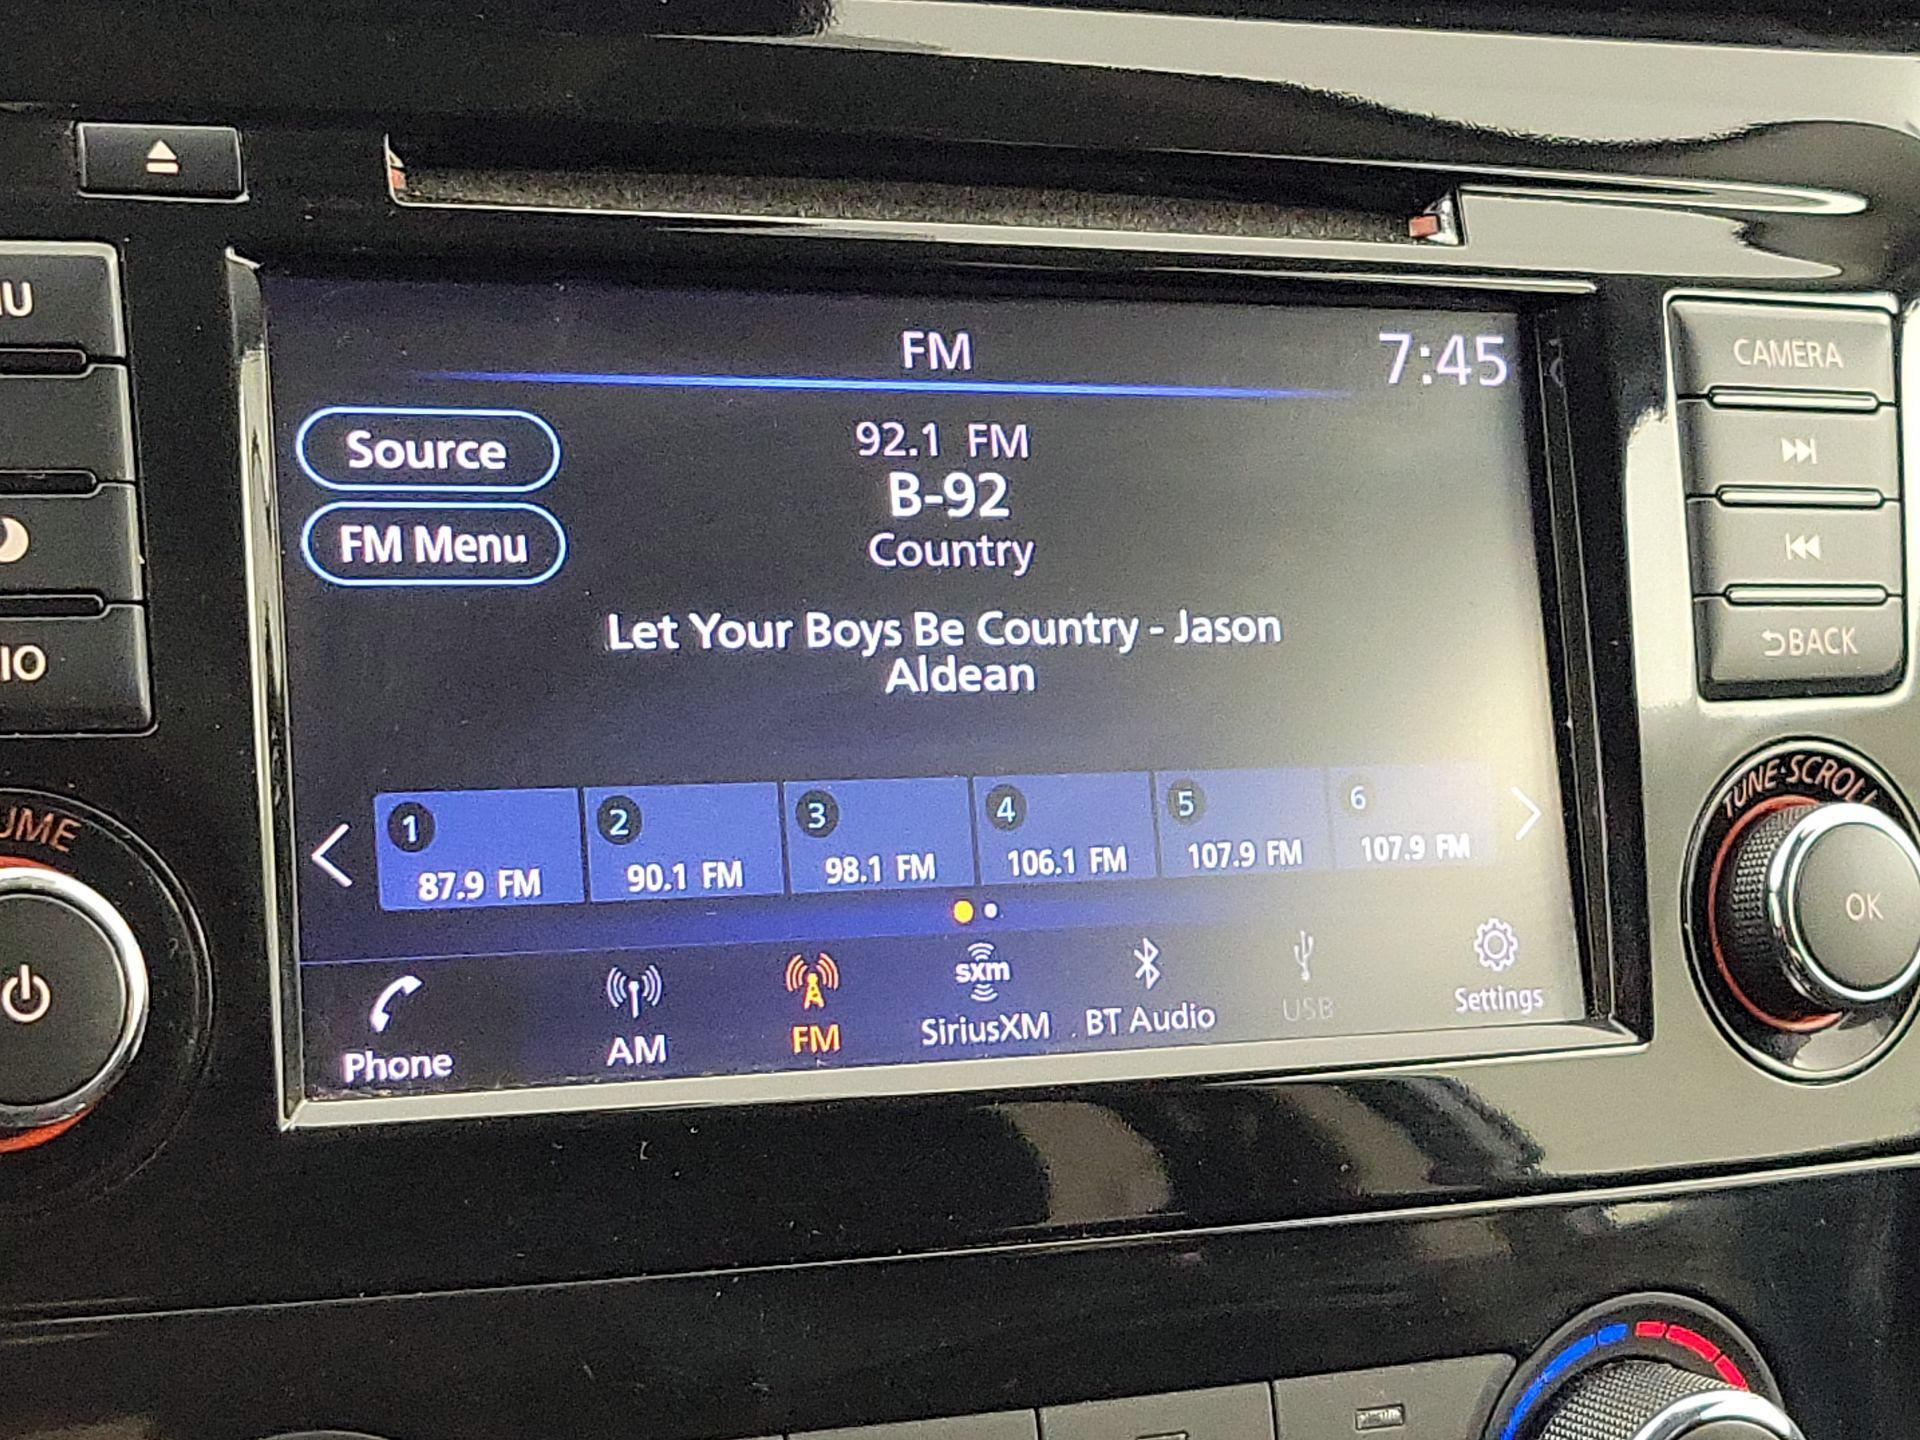 FM
7:45
Source
92.1 FM
B-92
FM Menu
Country
Let Your Boys Be Country - Jason
Aldean
1
87.9 FM
2
90.1 FM
3
98.1 FM
4
106.1 FM
5
107.9 FM
6
107.9 FM
Phone
AM
FM
sxm
SiriusXM
BT Audio
USB
Settings
CAMERA
BACK
TUNE·SCROLL
OK